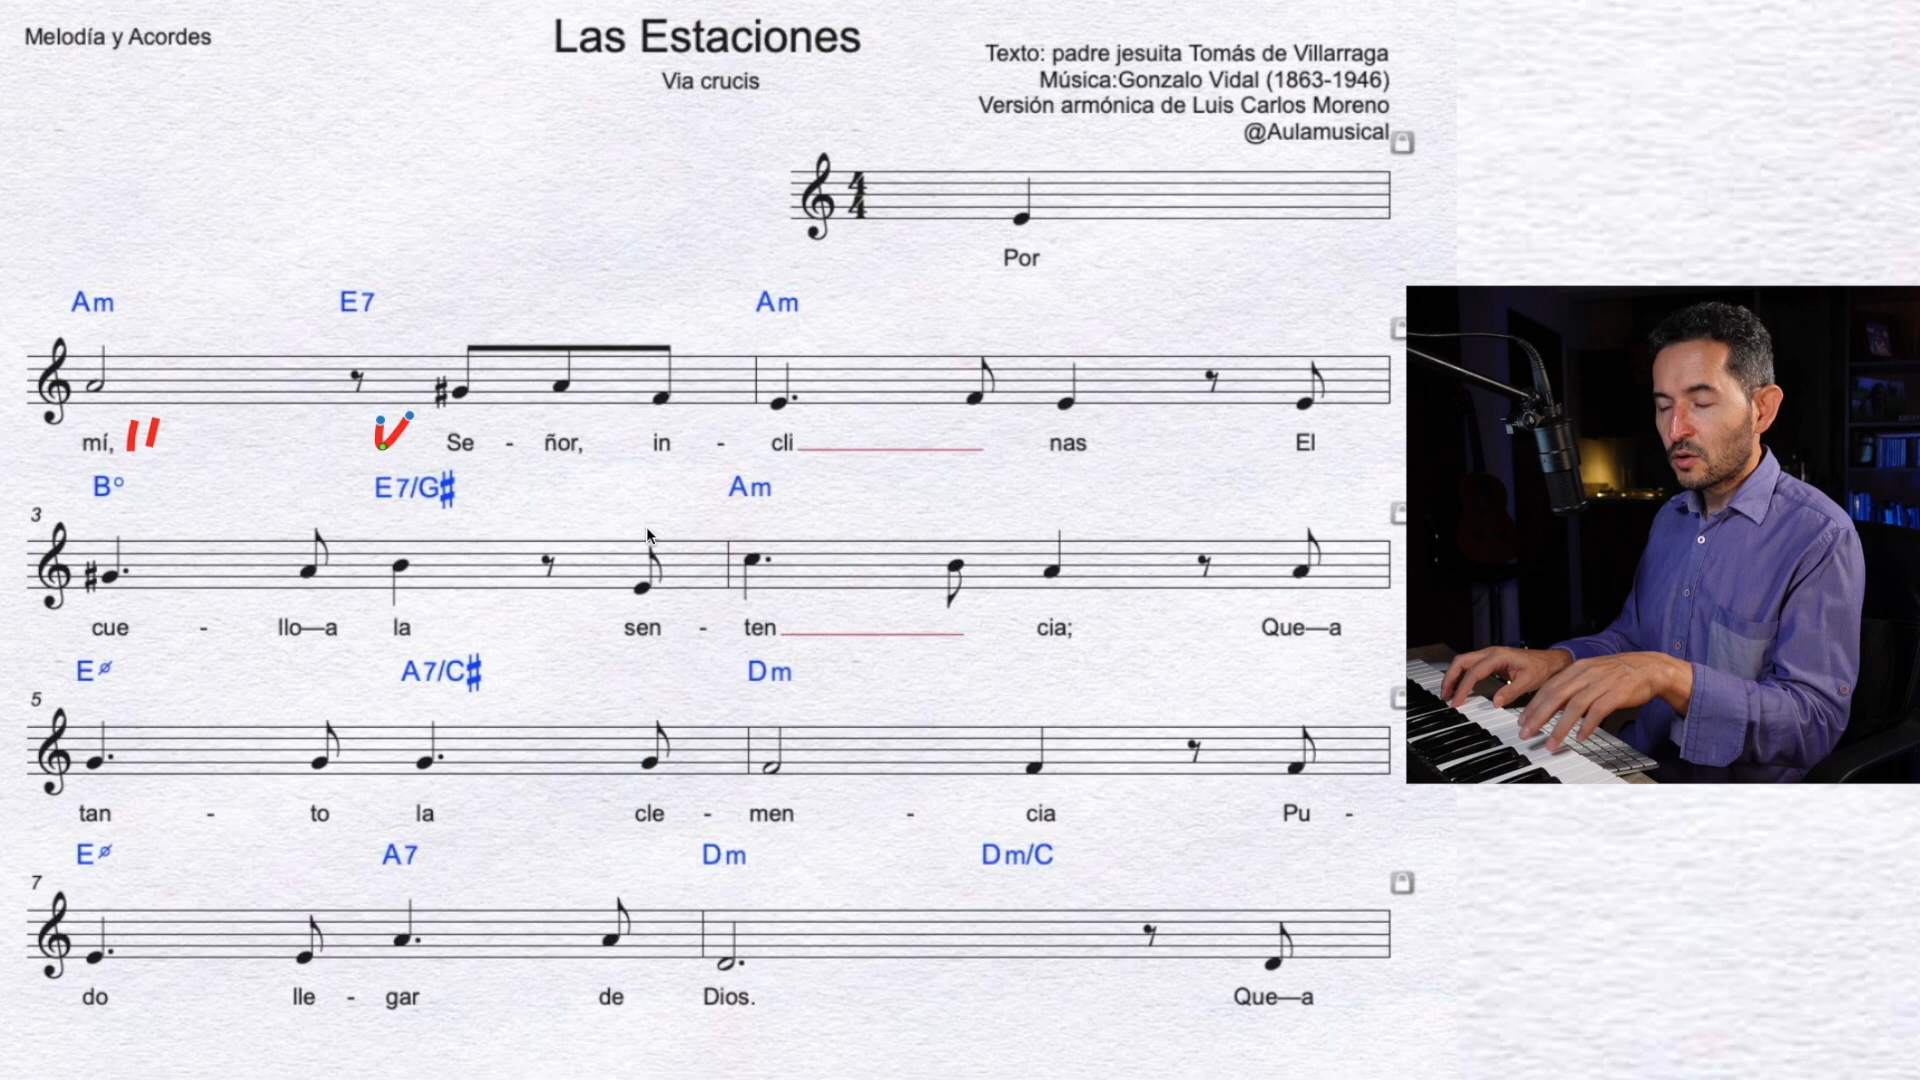 Melodía y Acordes
Las Estaciones
Via crucis
Texto: padre jesuita Tomás de Villarraga
Música:Gonzalo Vidal (1863-1946)
Versión armónica de Luis Carlos Moreno
@Aulamusical
Por
Am E7 Am
mí, Se - ñor, in - cli nas El
B° E7/G♯ Am
3
cue - llo—a la sen - ten cia; Que—a
Eø A7/C♯ Dm
5
tan - to la cle - men - cia Pu -
Eø A7 Dm Dm/C
7
do lle - gar de Dios. Que—a